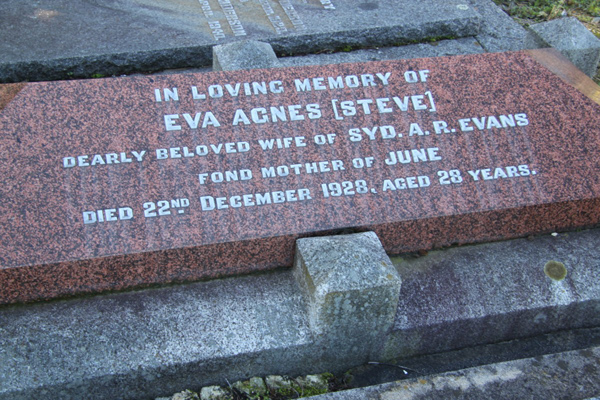 IN LOVING MEMORY OF
EVA AGNES [STEVE]
DEARLY BELOVED WIFE OF SYD. A. R. EVANS
FOND MOTHER OF JUNE
DIED 22ND DECEMBER 1928, AGED 28 YEARS.